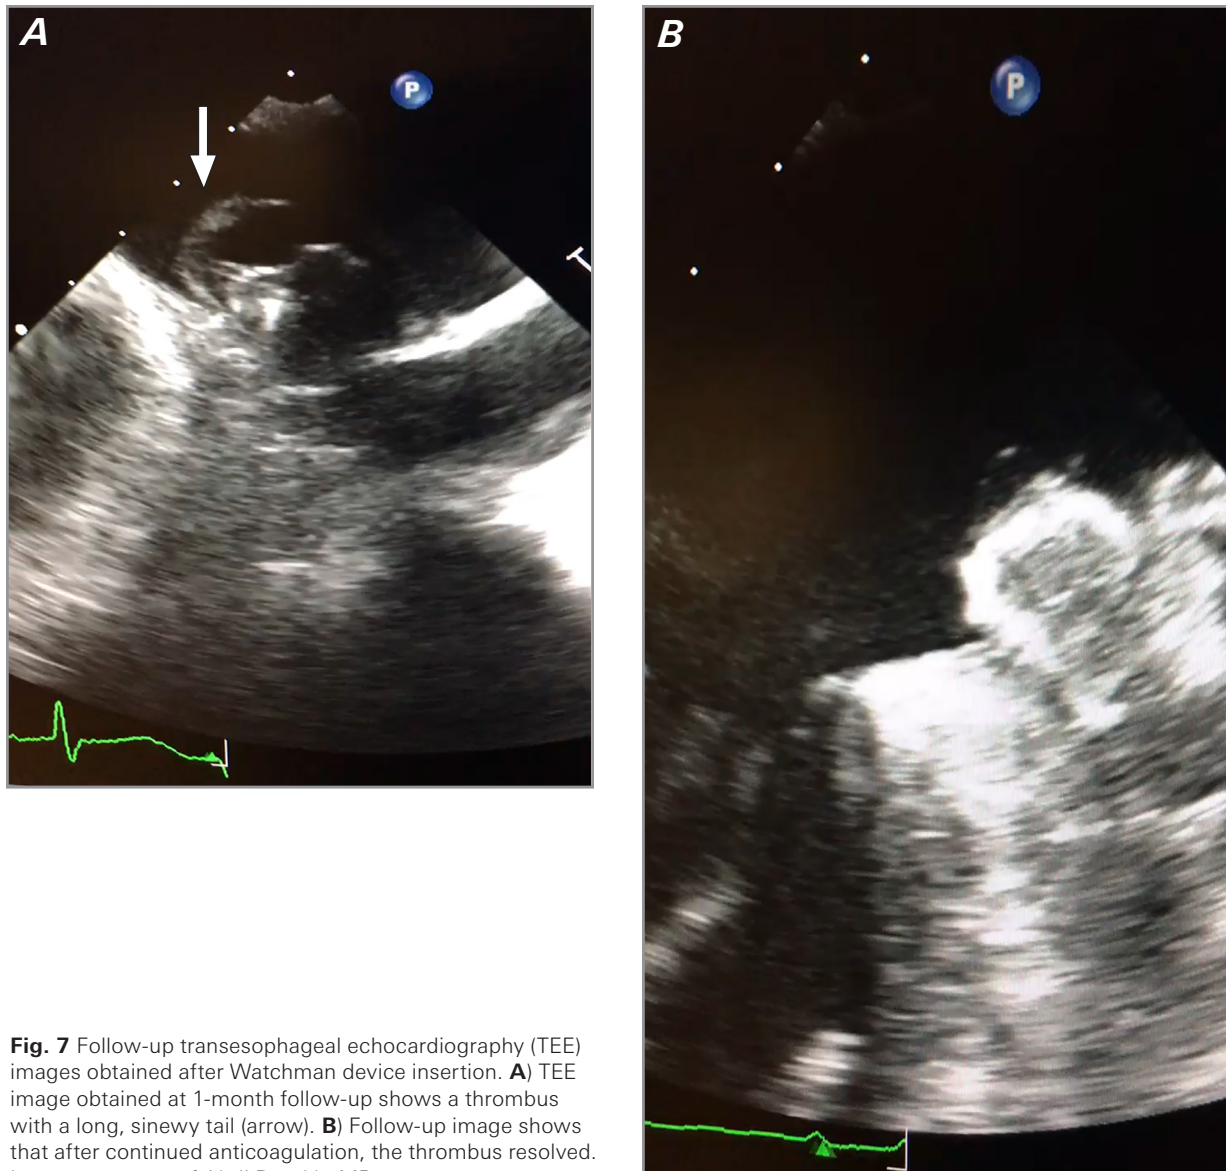 A
P
B
P
Fig. 7 Follow-up transesophageal echocardiography (TEE)
images obtained after Watchman device insertion. A) TEE
image obtained at 1-month follow-up shows a thrombus
with a long, sinewy tail (arrow). B) Follow-up image shows
that after continued anticoagulation, the thrombus resolved.